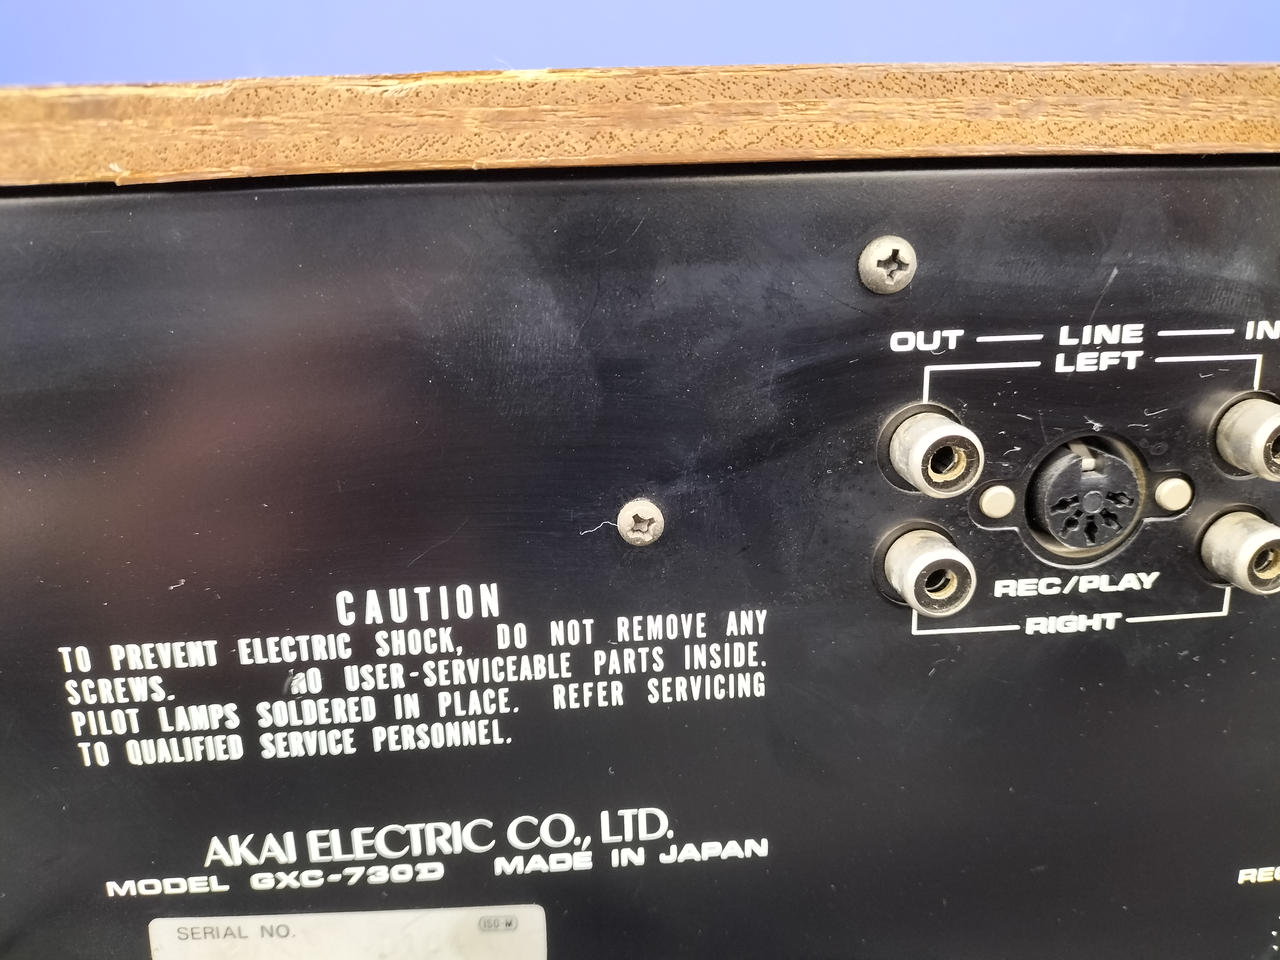 OUT LINE IN
LEFT
REC/PLAY
RIGHT
CAUTION
TO PREVENT ELECTRIC SHOCK, DO NOT REMOVE ANY
SCREWS. NO USER-SERVICEABLE PARTS INSIDE.
PILOT LAMPS SOLDERED IN PLACE. REFER SERVICING
TO QUALIFIED SERVICE PERSONNEL.
AKAI ELECTRIC CO., LTD.
MODEL GXC-730D MADE IN JAPAN
SERIAL NO. ISO-M